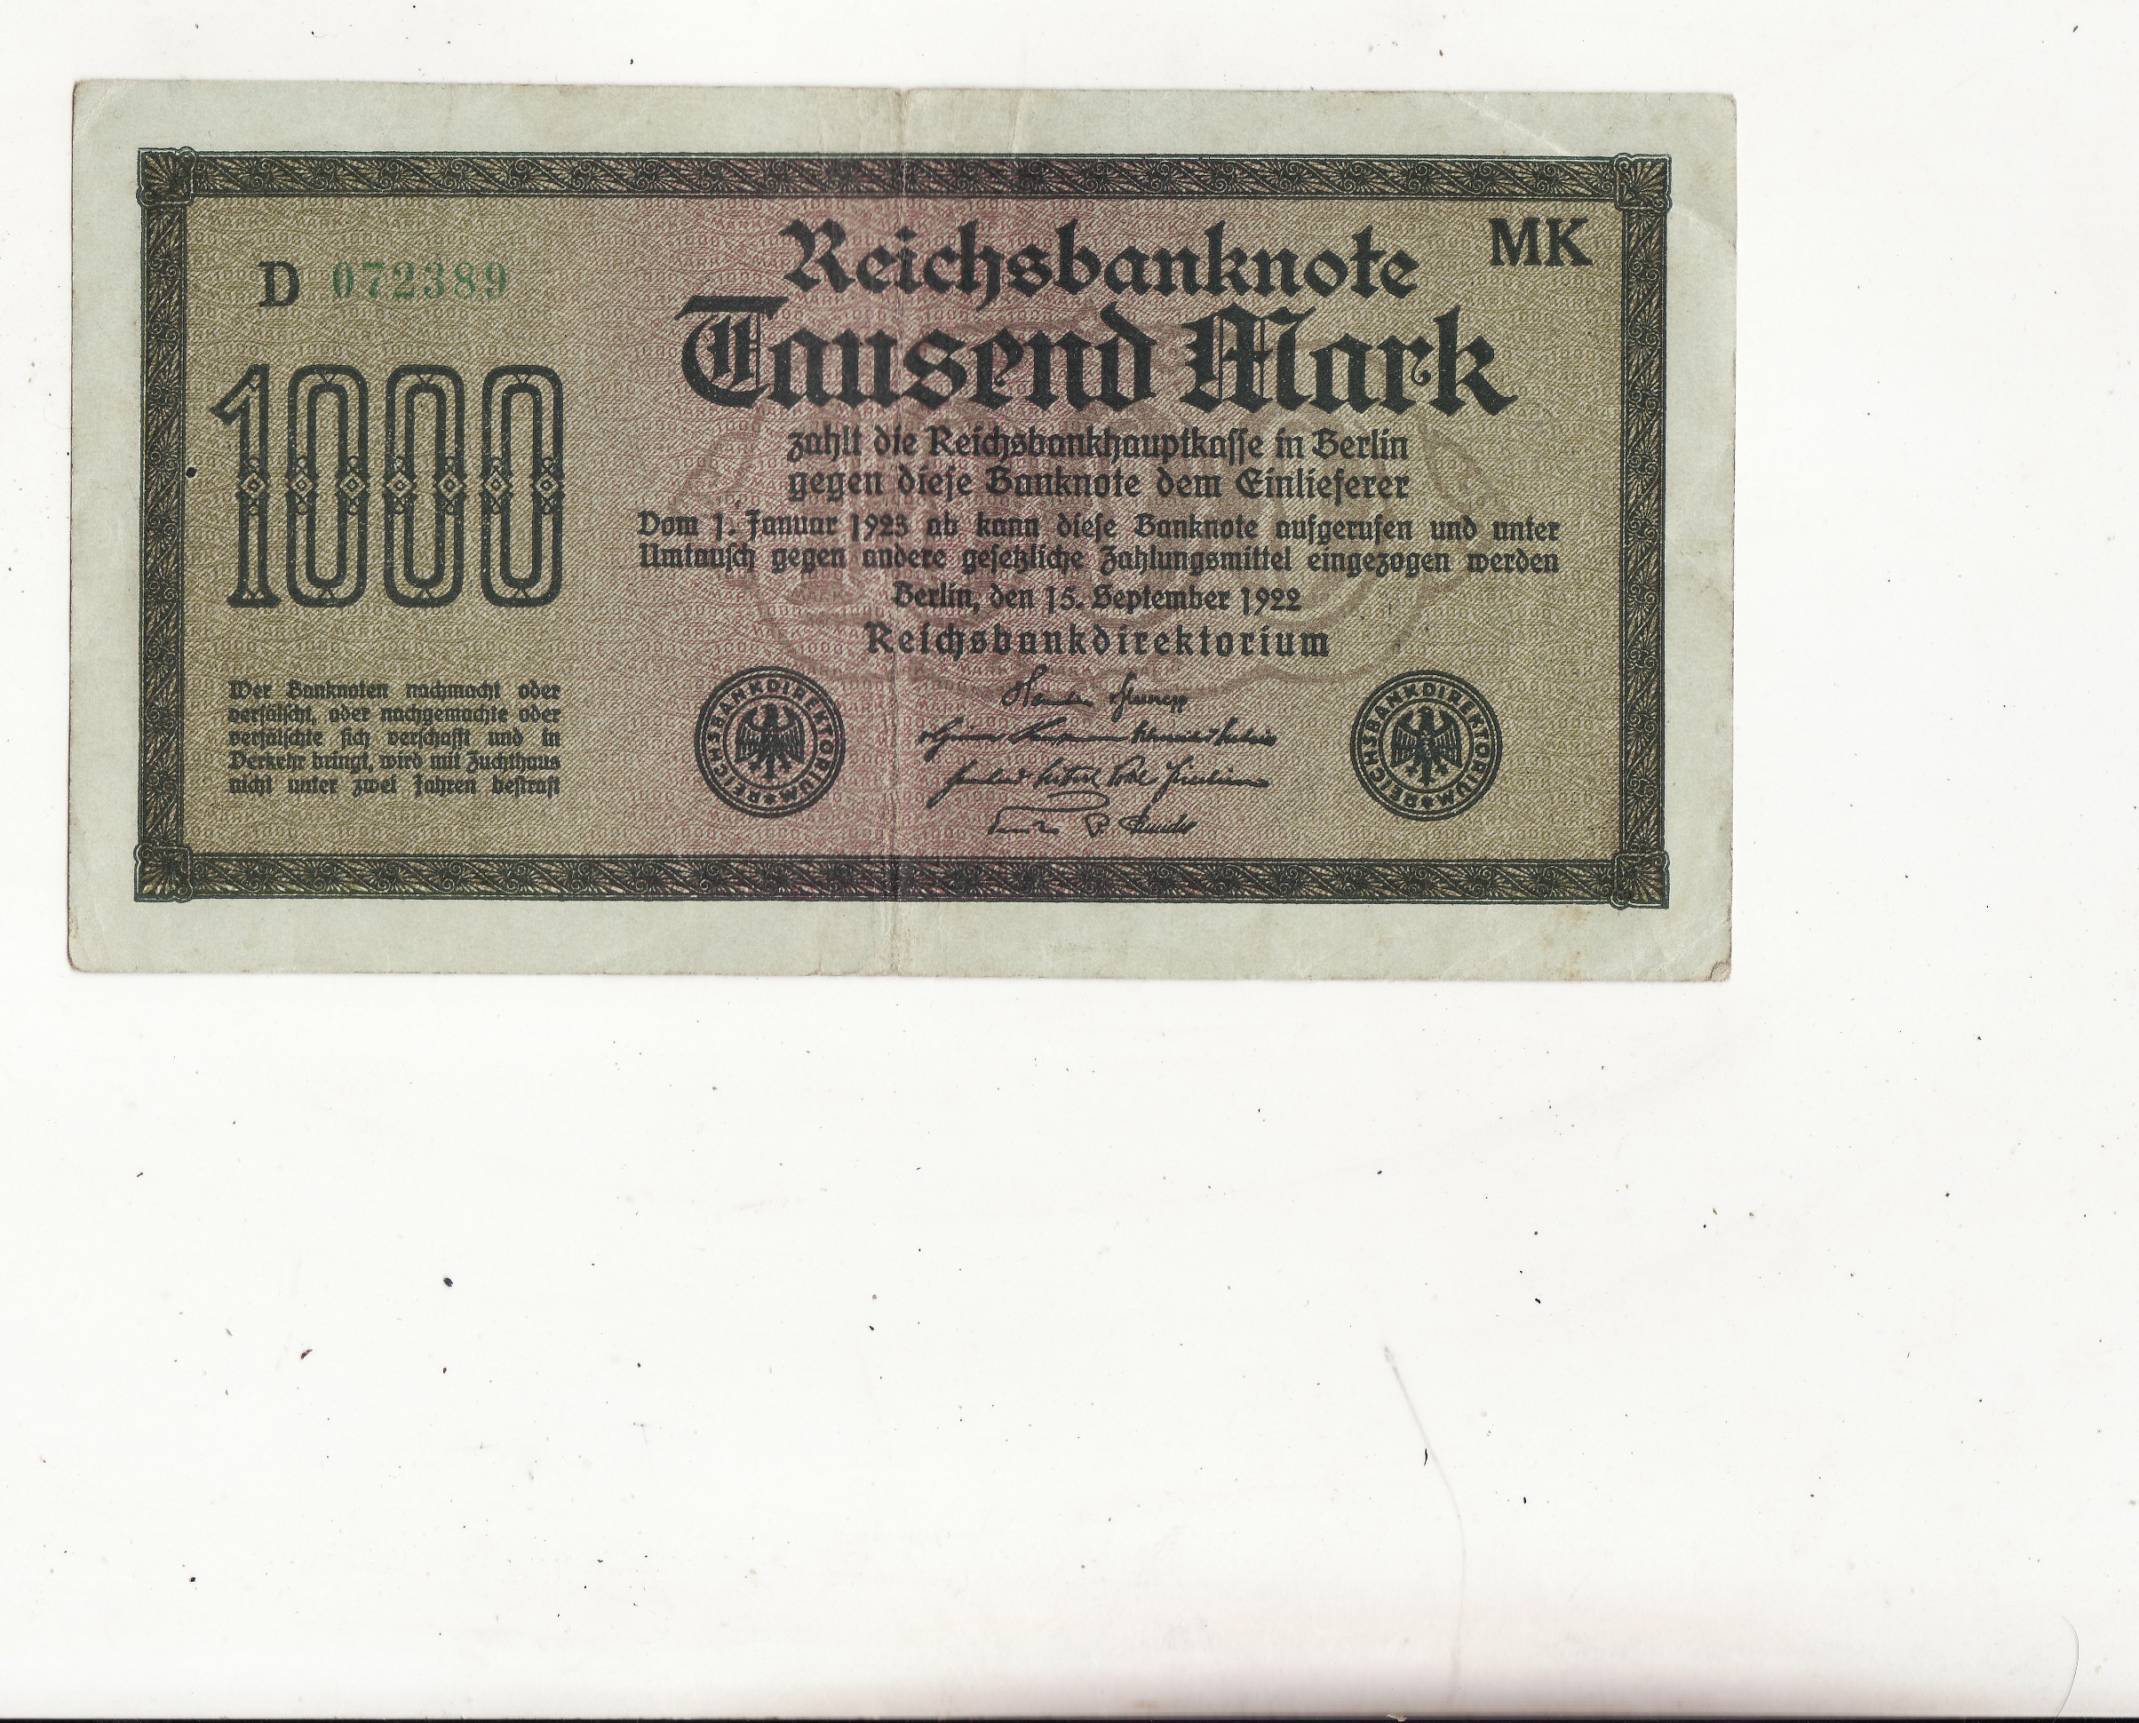 D 072389
1000
Wer Banknoten nachmacht oder
verfälscht, oder nachgemachte oder
verfälschte sich verschafft und in
Verkehr bringt, wird mit Zuchthaus
nicht unter zwei Jahren bestraft
MK
Reichsbanknote
Tausend Mark
zahlt die Reichsbankhauptkasse in Berlin
gegen diese Banknote dem Einlieferer
Vom 1. Januar 1923 ab kann diese Banknote aufgerufen und unter
Umtausch gegen andere gesetzliche Zahlungsmittel eingezogen werden
Berlin, den 15. September 1922
Reichsbankdirektorium
REICHSBANKDIREKTORIUM
REICHSBANKDIREKTORIUM